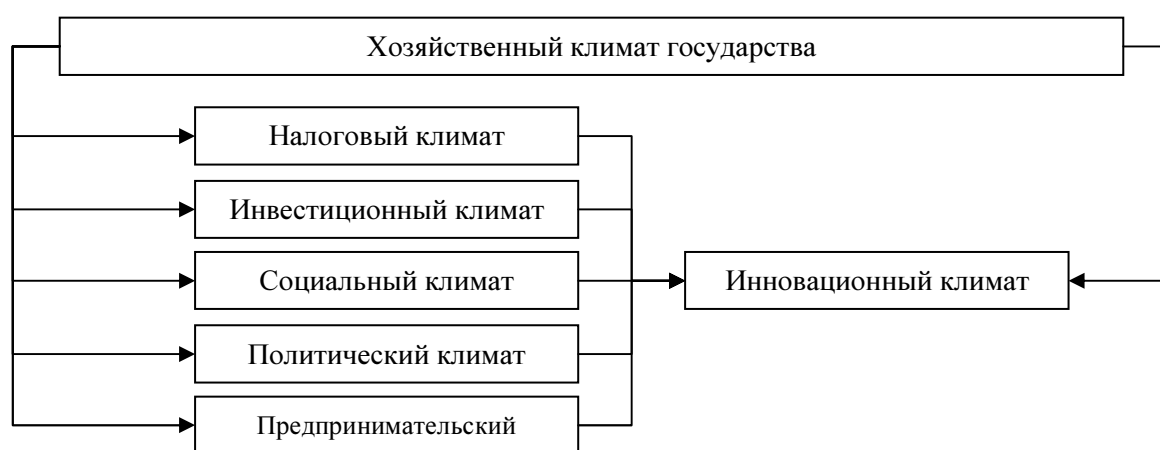 Хозяйственный климат государства
Налоговый климат
Инвестиционный климат
Социальный климат
Инновационный климат
Политический климат
Предпринимательский